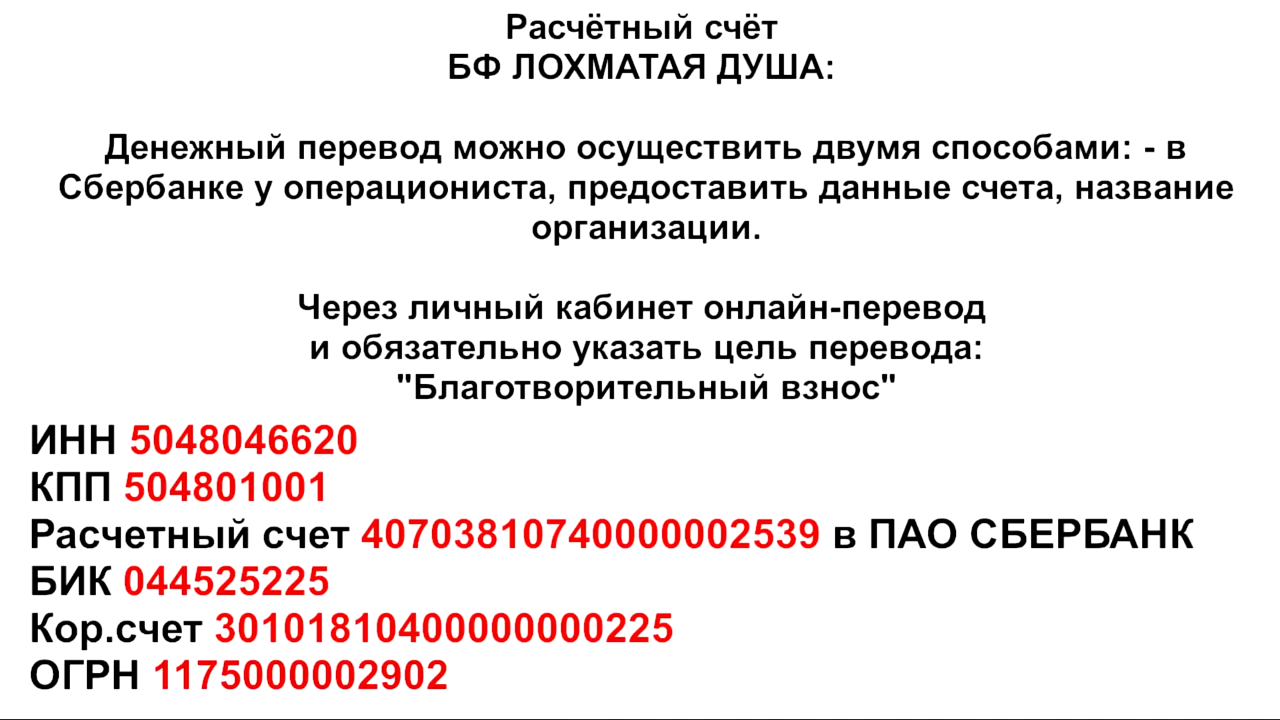 Расчётный счёт
БФ ЛОХМАТАЯ ДУША:
Денежный перевод можно осуществить двумя способами: - в
Сбербанке у операциониста, предоставить данные счета, название
организации.
Через личный кабинет онлайн-перевод
и обязательно указать цель перевода:
"Благотворительный взнос"
ИНН 5048046620
КПП 504801001
Расчетный счет 40703810740000002539 в ПАО СБЕРБАНК
БИК 044525225
Кор.счет 30101810400000000225
ОГРН 1175000002902